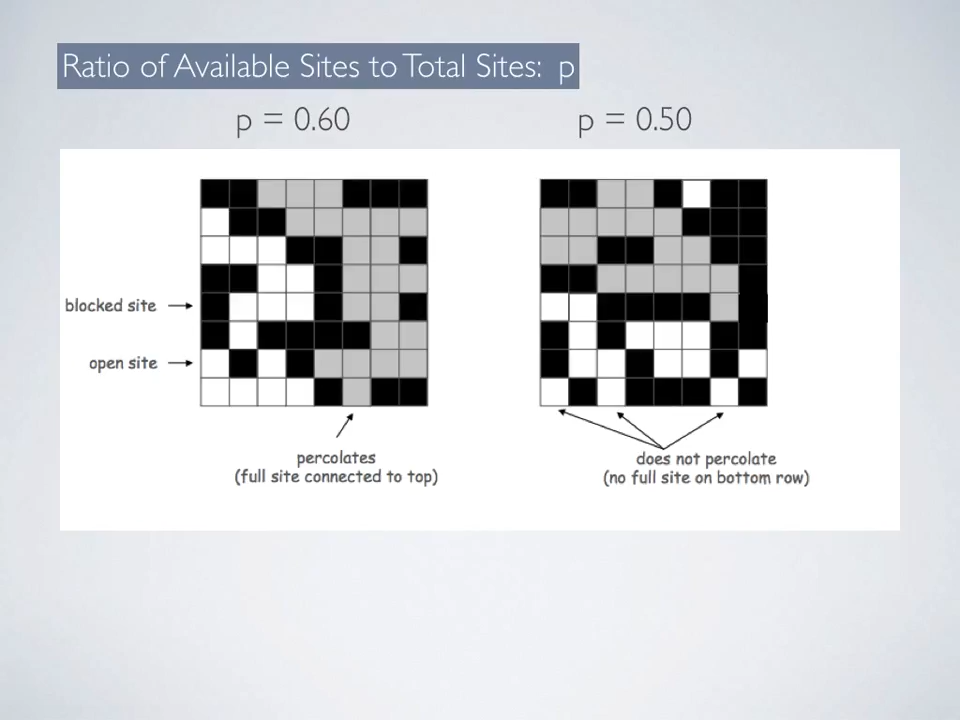 Ratio of Available Sites to Total Sites: p
p = 0.60
p = 0.50
blocked site
open site
percolates
(full site connected to top)
does not percolate
(no full site on bottom row)